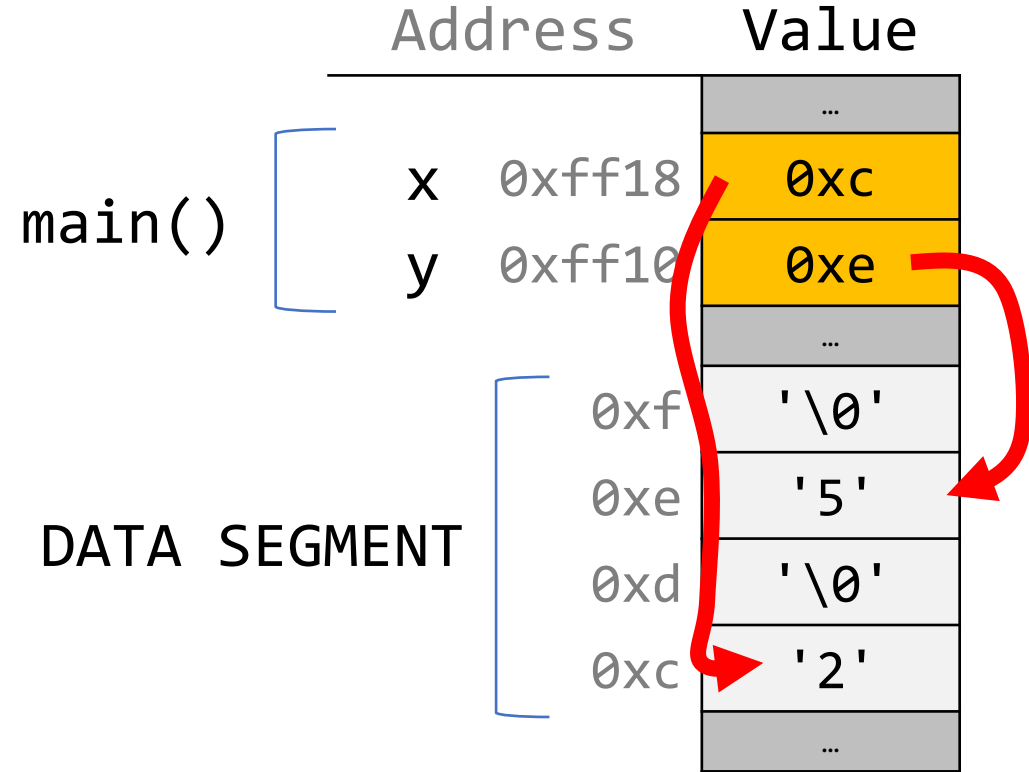 Address Value
…
x 0xff18 0xc
main()
y 0xff10 0xe
…
0xf '\0'
0xe '5'
DATA SEGMENT
0xd '\0'
0xc '2'
…